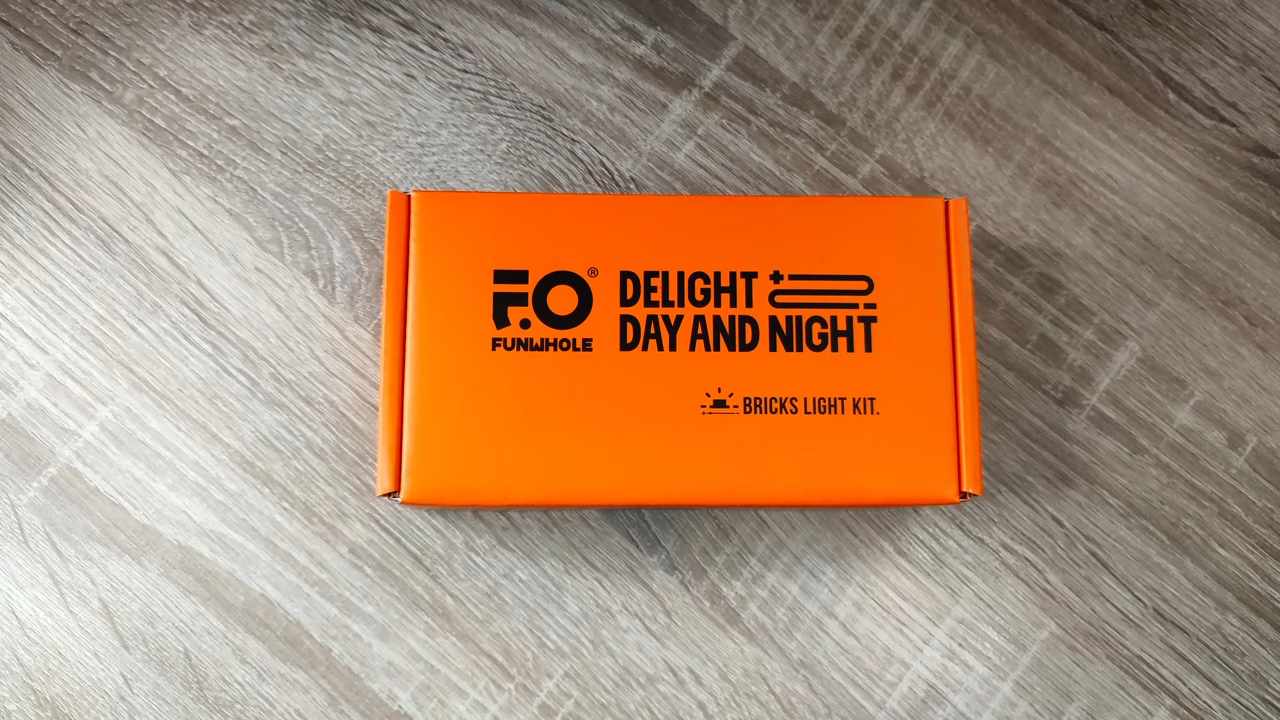 F.O®
FUNWHOLE
DELIGHT
DAY AND NIGHT
BRICKS LIGHT KIT.